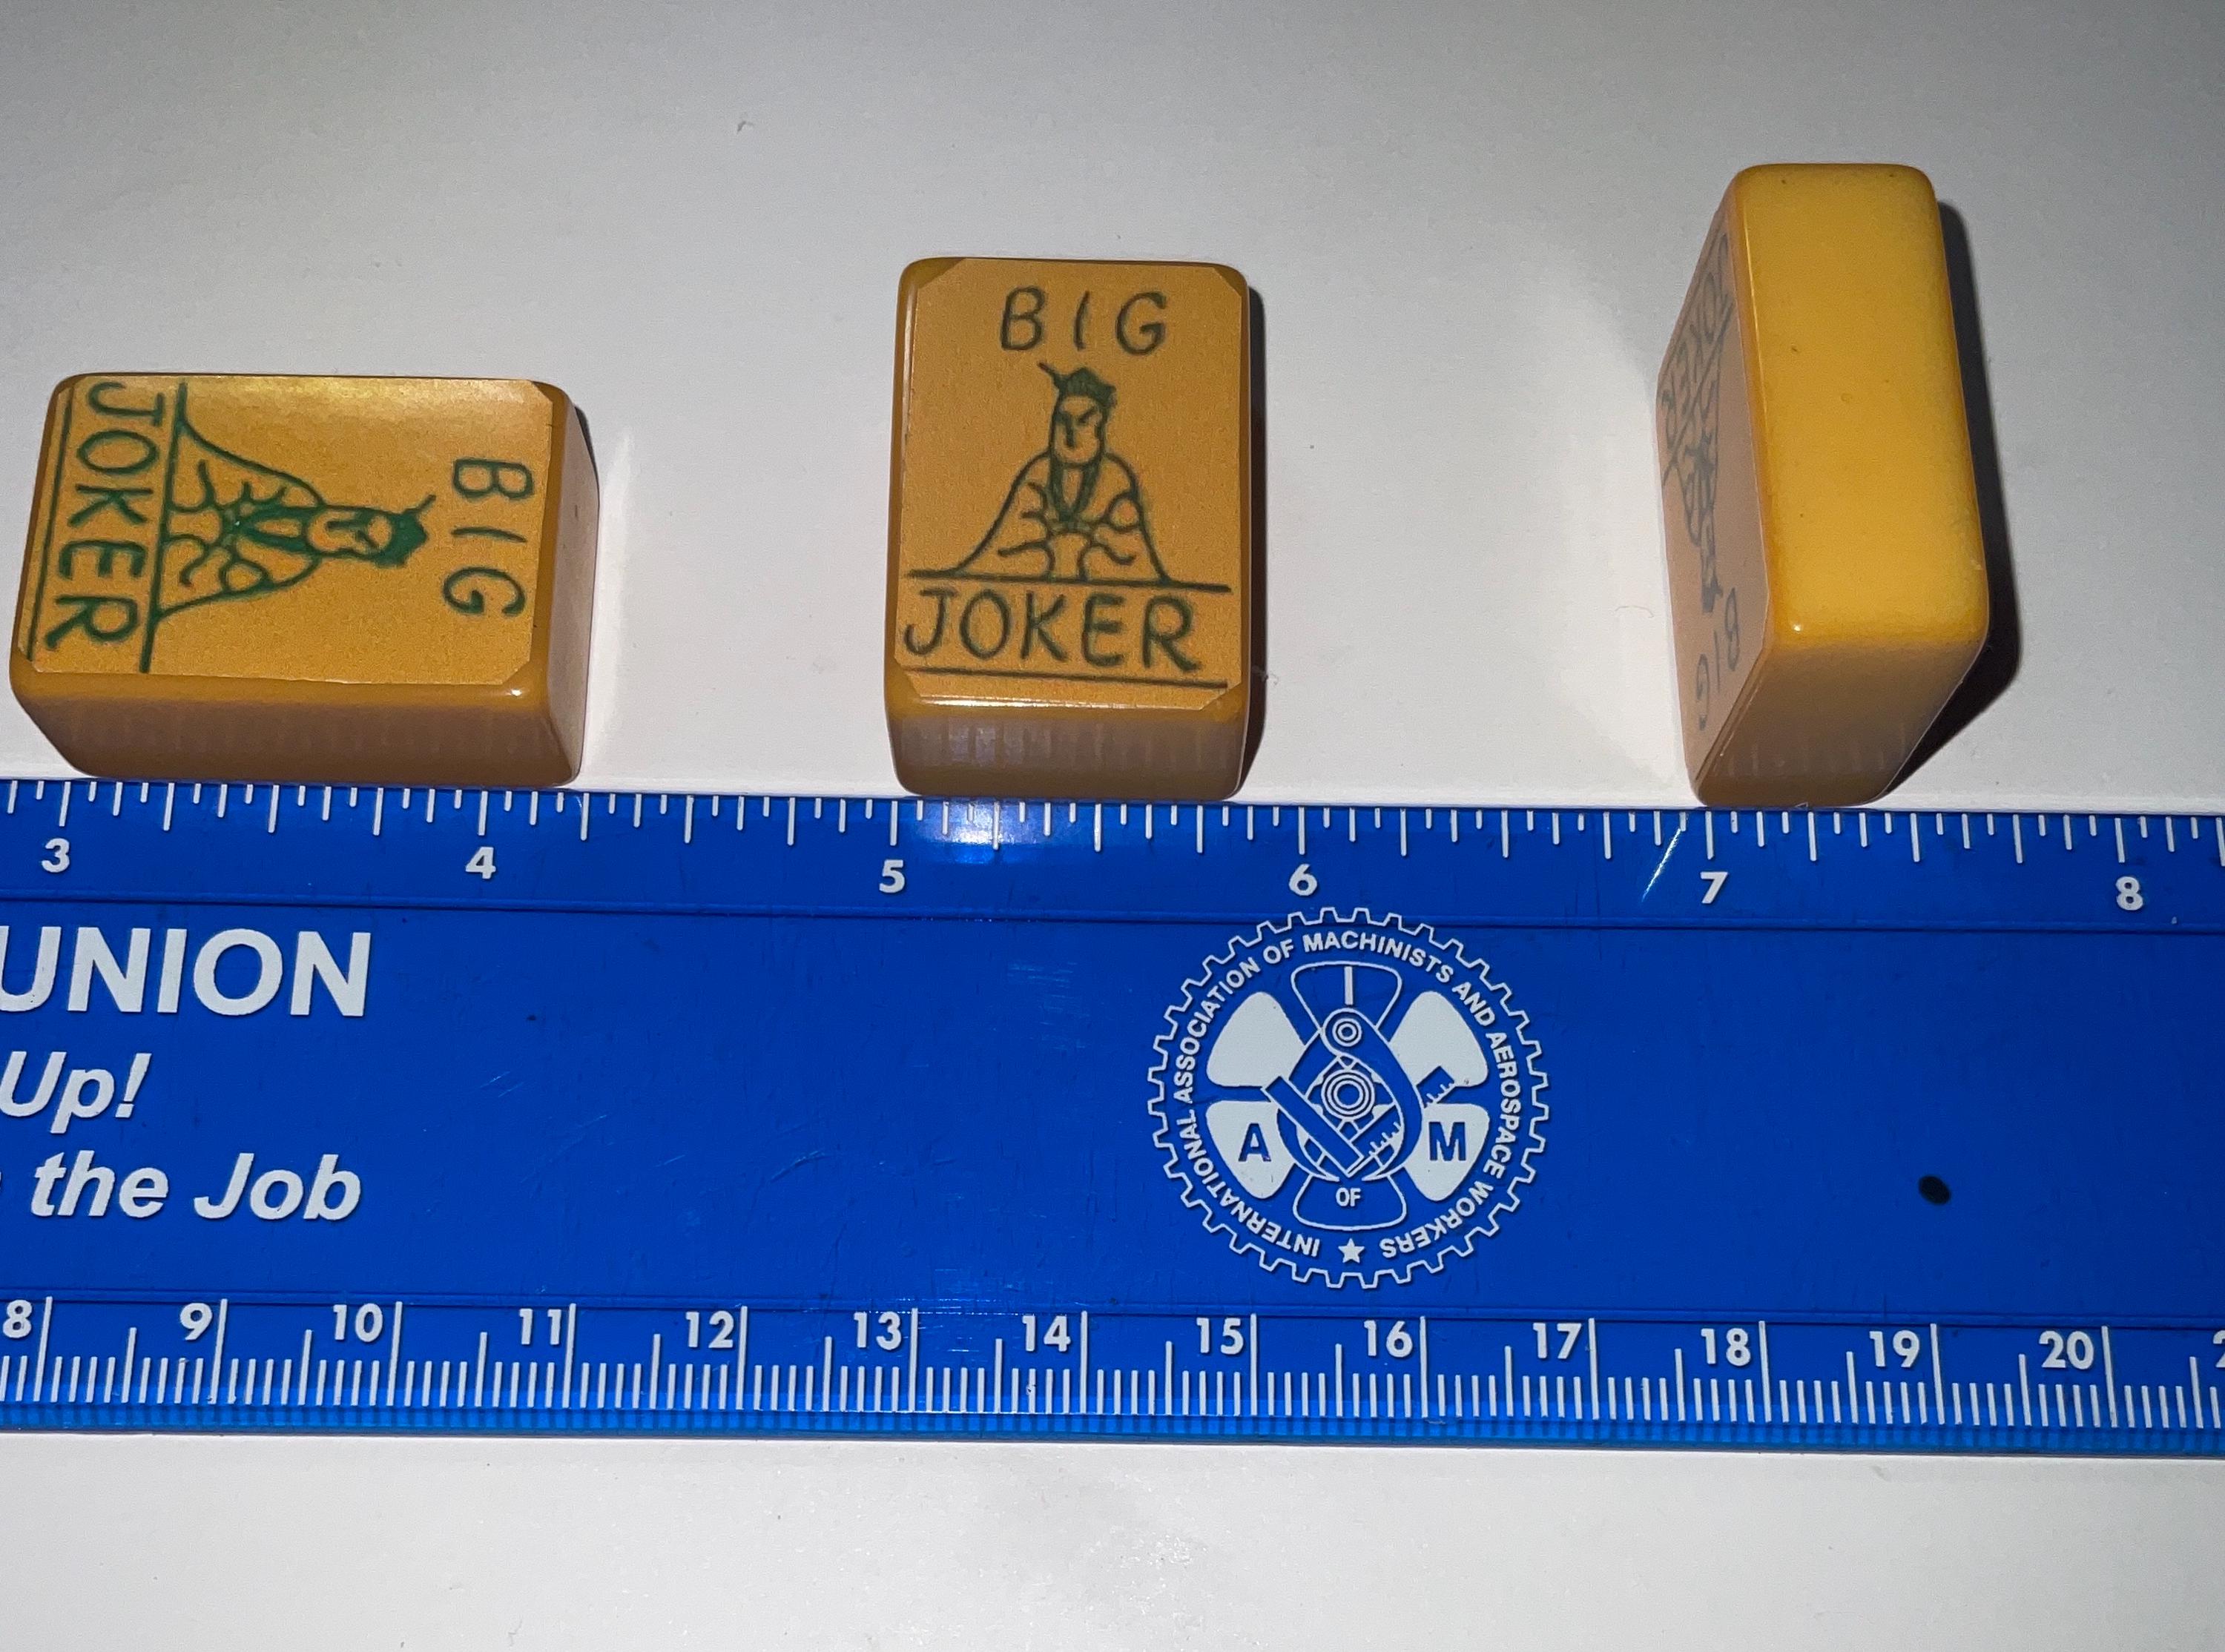 BIG
JOKER
BIG
JOKER
JOKER
BIG
3 4 5 6 7 8
UNION
Up!
the Job
INTERNATIONAL ASSOCIATION OF MACHINISTS AND AEROSPACE WORKERS
I
A M
OF
8 9 10 11 12 13 14 15 16 17 18 19 20